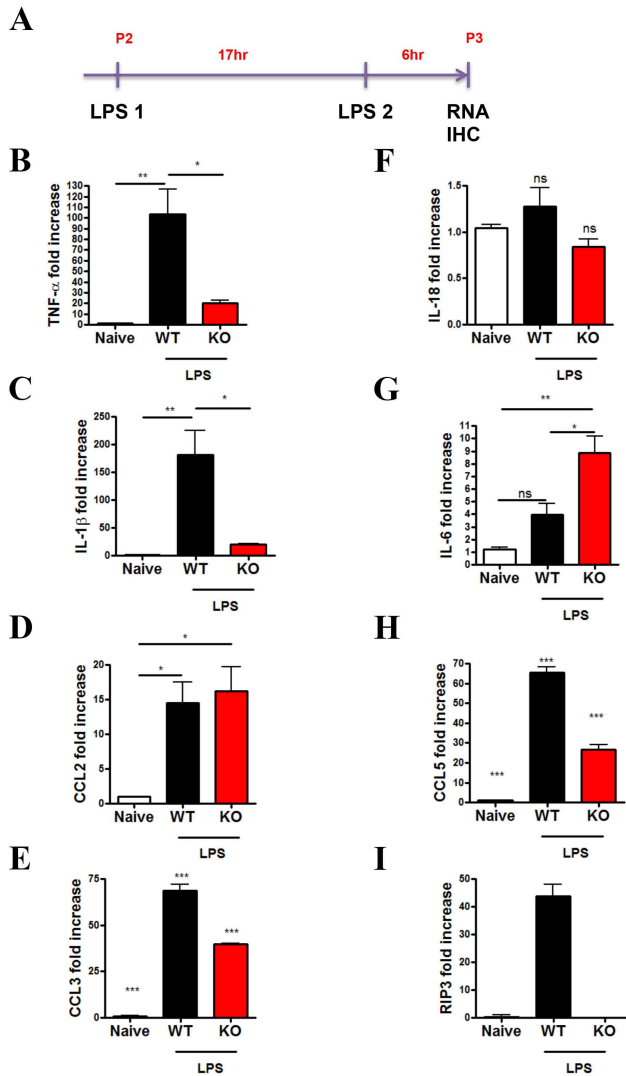 A
P2
17hr
6hr
P3
LPS 1
LPS 2
RNA
IHC
B
TNF-α fold increase
130
120
110
100
90
80
70
60
50
40
30
20
10
0
**
*
Naive
WT
KO
LPS
C
IL-1β fold increase
250
200
150
100
50
0
**
*
Naive
WT
KO
LPS
D
CCL2 fold increase
20
15
10
5
0
*
*
Naive
WT
KO
LPS
E
CCL3 fold increase
75
50
25
0
***
***
***
Naive
WT
KO
LPS
F
IL-18 fold increase
1.5
1.0
0.5
0.0
ns
ns
Naive
WT
KO
LPS
G
IL-6 fold increase
11
10
9
8
7
6
5
4
3
2
1
0
**
*
ns
Naive
WT
KO
LPS
H
CCL5 fold increase
70
60
50
40
30
20
10
0
***
***
***
Naive
WT
KO
LPS
I
RIP3 fold increase
50
40
30
20
10
0
Naive
WT
KO
LPS